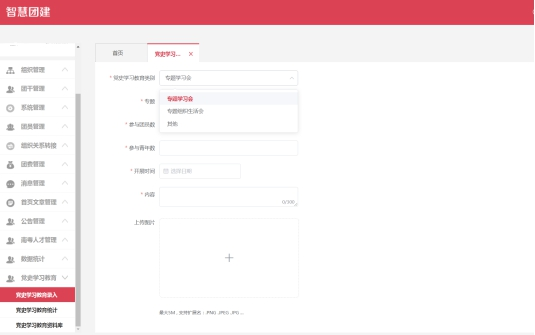 智慧团建
首页
党史学习... ×
组织管理
团干管理
系统管理
团员管理
组织关系转接
团费管理
消息管理
首页文章管理
公告管理
高考人才管理
数据统计
党史学习教育
党史学习教育录入
党史学习教育统计
党史学习教育资料库
* 党史学习教育类别 专题学习会
* 专题
专题学习会
专题组织生活会
其他
* 参与团员数
* 参与青年数
* 开展时间 选择日期
* 内容
0/300
上传图片
最大5M，支持扩展名：.PNG .JPEG .JPG ...